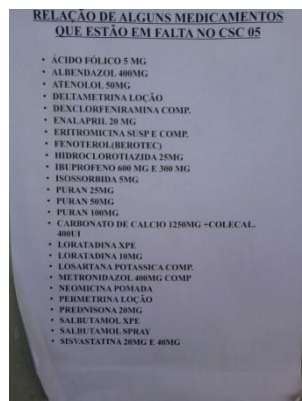 RELAÇÃO DE ALGUNS MEDICAMENTOS
QUE ESTÃO EM FALTA NO CSC 05
• ÁCIDO FÓLICO 5 MG
• ALBENDAZOL 400MG
• ATENOLOL 50MG
• DELTAMETRINA LOÇÃO
• DEXCLORFENIRAMINA COMP.
• ENALAPRIL 20 MG
• ERITROMICINA SUSP E COMP.
• FENOTEROL(BEROTEC)
• HIDROCLOROTIAZIDA 25MG
• IBUPROFENO 600 MG E 300 MG
• ISOSSORBIDA 5MG
• PURAN 25MG
• PURAN 50MG
• PURAN 100MG
• CARBONATO DE CALCIO 1250MG +COLECAL.
400UI
• LORATADINA XPE
• LORATADINA 10MG
• LOSARTANA POTASSICA COMP.
• METRONIDAZOL 400MG COMP
• NEOMICINA POMADA
• PERMETRINA LOÇÃO
• PREDNISONA 20MG
• SALBUTAMOL XPE
• SALBUTAMOL SPRAY
• SISVASTATINA 20MG E 40MG